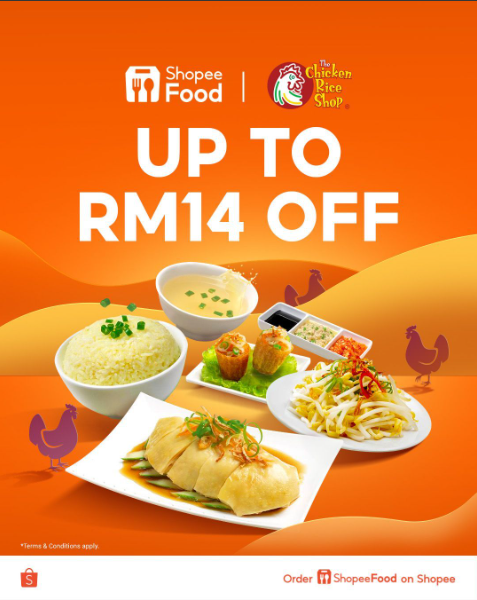 Shopee
Food
The
Chicken
Rice
Shop
UP TO
RM14 OFF
*Terms & Conditions apply.
S
Order ShopeeFood on Shopee